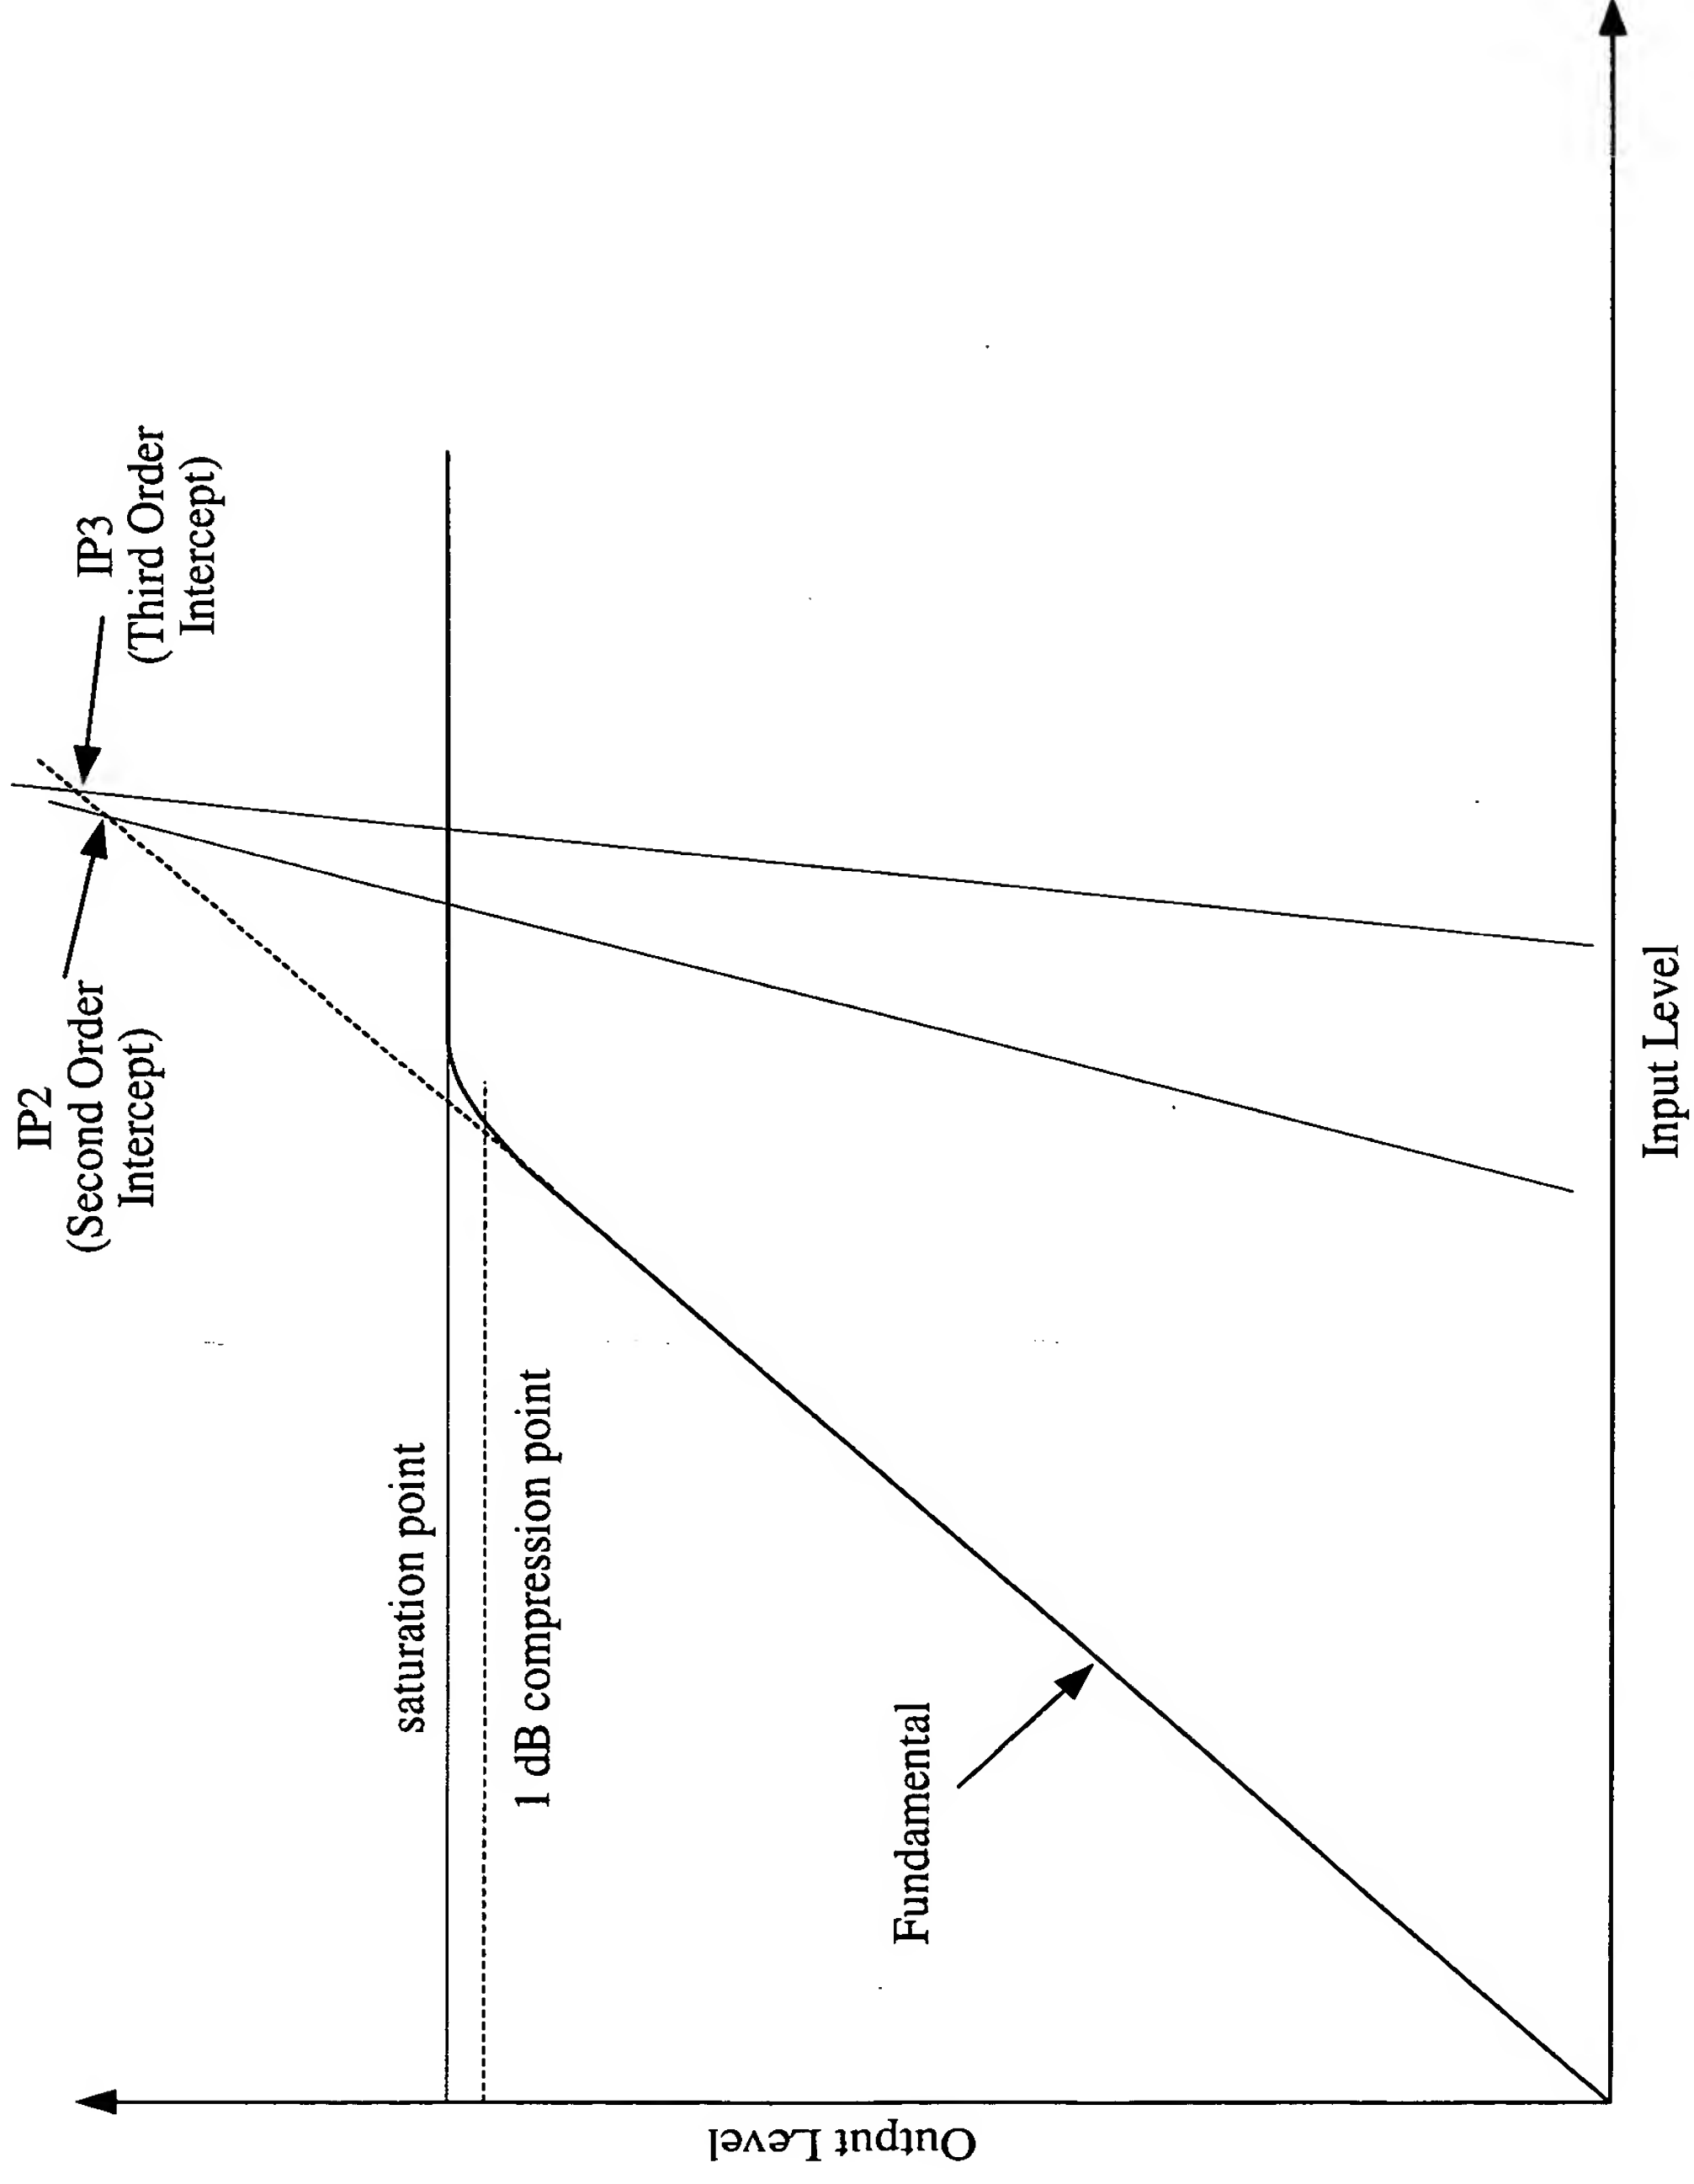 IP2
(Second Order
Intercept)
IP3
(Third Order
Intercept)
saturation point
1 dB compression point
Fundamental
Output Level
Input Level